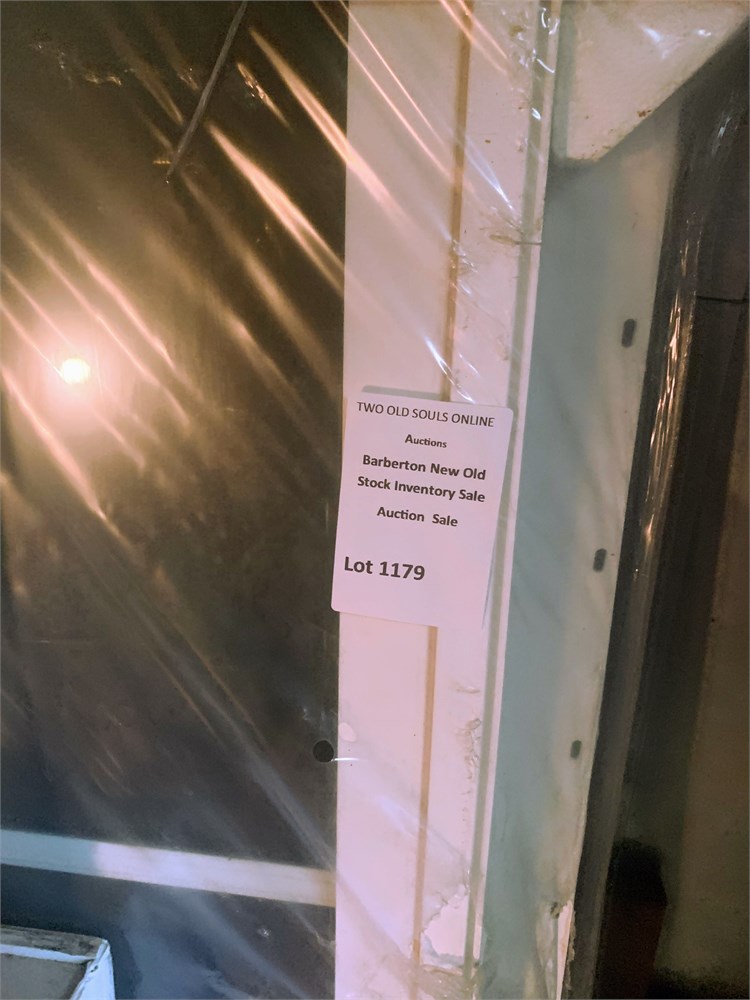 TWO OLD SOULS ONLINE
Auctions
Barberton New Old
Stock Inventory Sale
Auction Sale
Lot 1179